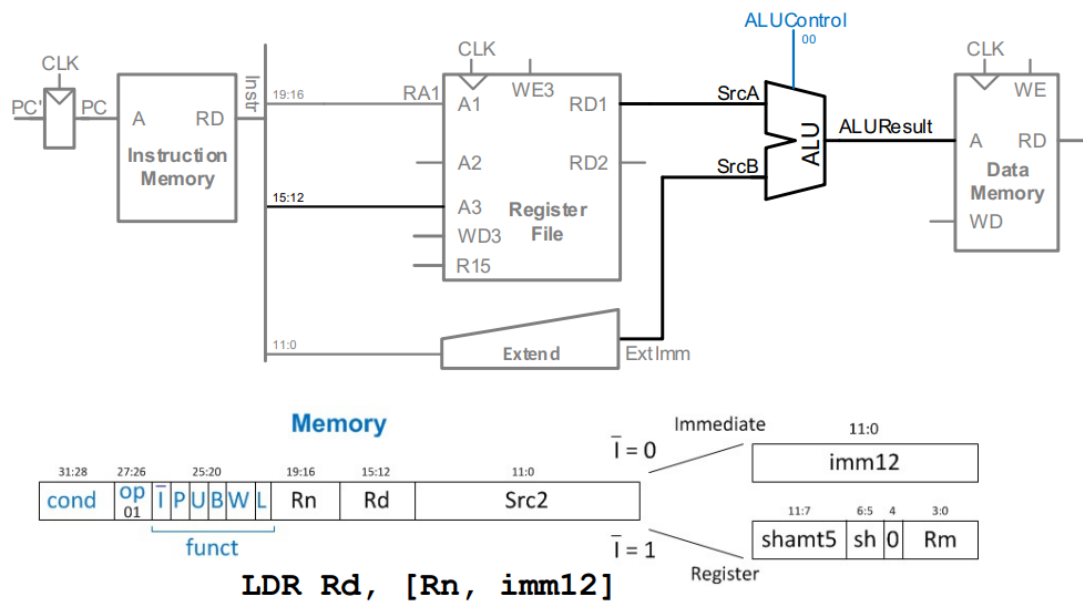 ALUControl
00
CLK
CLK
CLK
PC'
PC
A
RD
Instruction
Memory
Instr
19:16
RA1
A1
WE3
RD1
SrcA
ALU
ALUResult
WE
A
RD
A2
RD2
SrcB
Data
Memory
15:12
A3
Register
File
WD3
WD
R15
11:0
Extend
ExtImm
Memory
31:28
27:26
25:20
19:16
15:12
11:0
cond
op
01
I
P
U
B
W
L
Rn
Rd
Src2
funct
I = 0
Immediate
11:0
imm12
I = 1
Register
11:7
6:5
4
3:0
shamt5
sh
0
Rm
LDR Rd, [Rn, imm12]